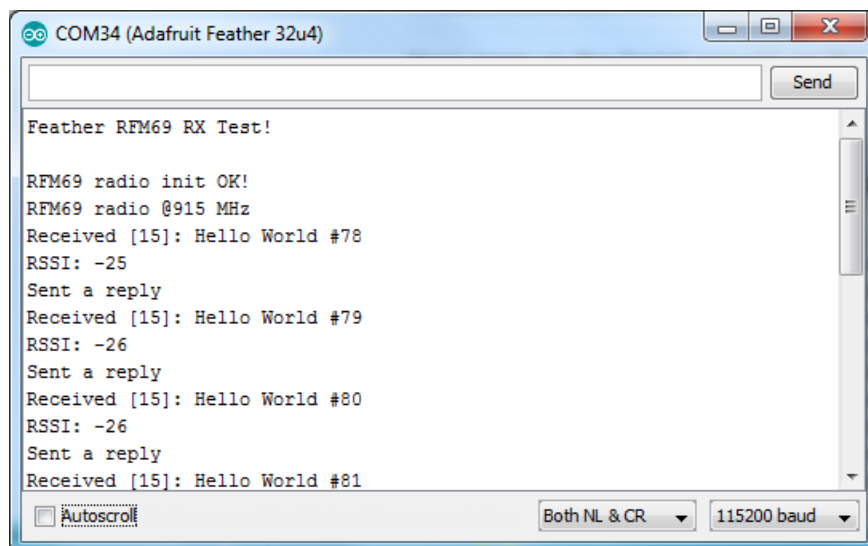 COM34 (Adafruit Feather 32u4)
Send
Feather RFM69 RX Test!
RFM69 radio init OK!
RFM69 radio @915 MHz
Received [15]: Hello World #78
RSSI: -25
Sent a reply
Received [15]: Hello World #79
RSSI: -26
Sent a reply
Received [15]: Hello World #80
RSSI: -26
Sent a reply
Received [15]: Hello World #81
Autoscroll
Both NL & CR
115200 baud